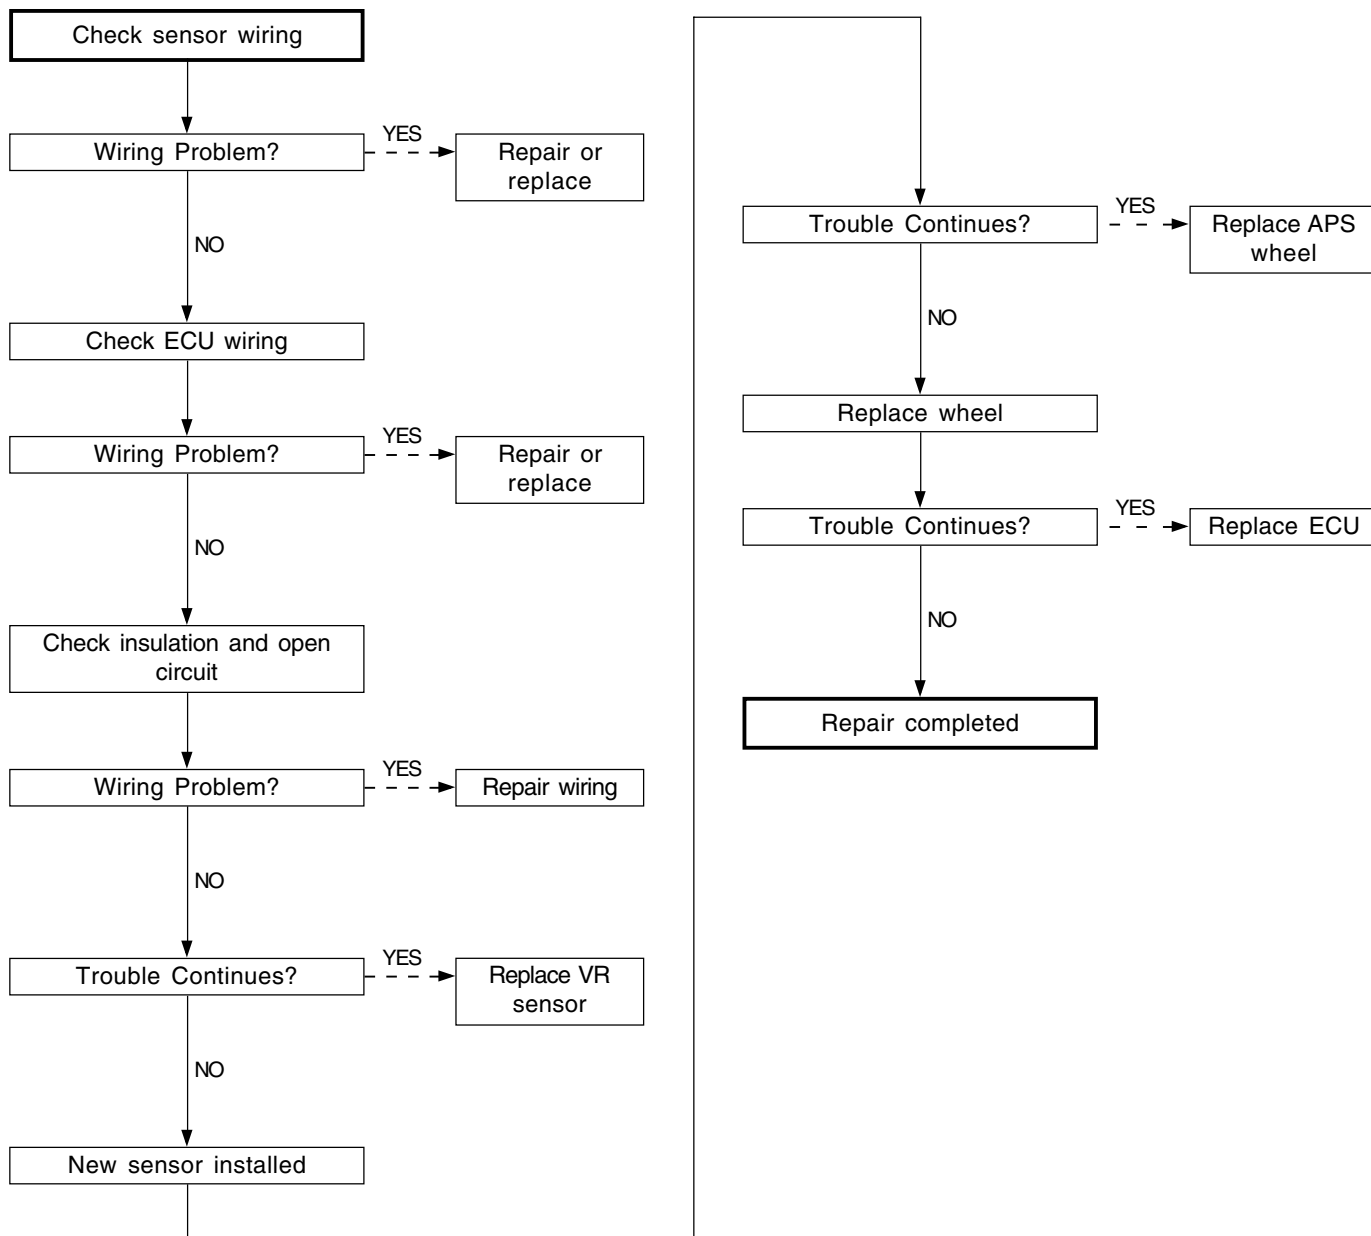 Check sensor wiring
Wiring Problem?
YES
Repair or
replace
NO
Check ECU wiring
Wiring Problem?
YES
Repair or
replace
NO
Check insulation and open
circuit
Wiring Problem?
YES
Repair wiring
NO
Trouble Continues?
YES
Replace VR
sensor
NO
New sensor installed
Trouble Continues?
YES
Replace APS
wheel
NO
Replace wheel
Trouble Continues?
YES
Replace ECU
NO
Repair completed